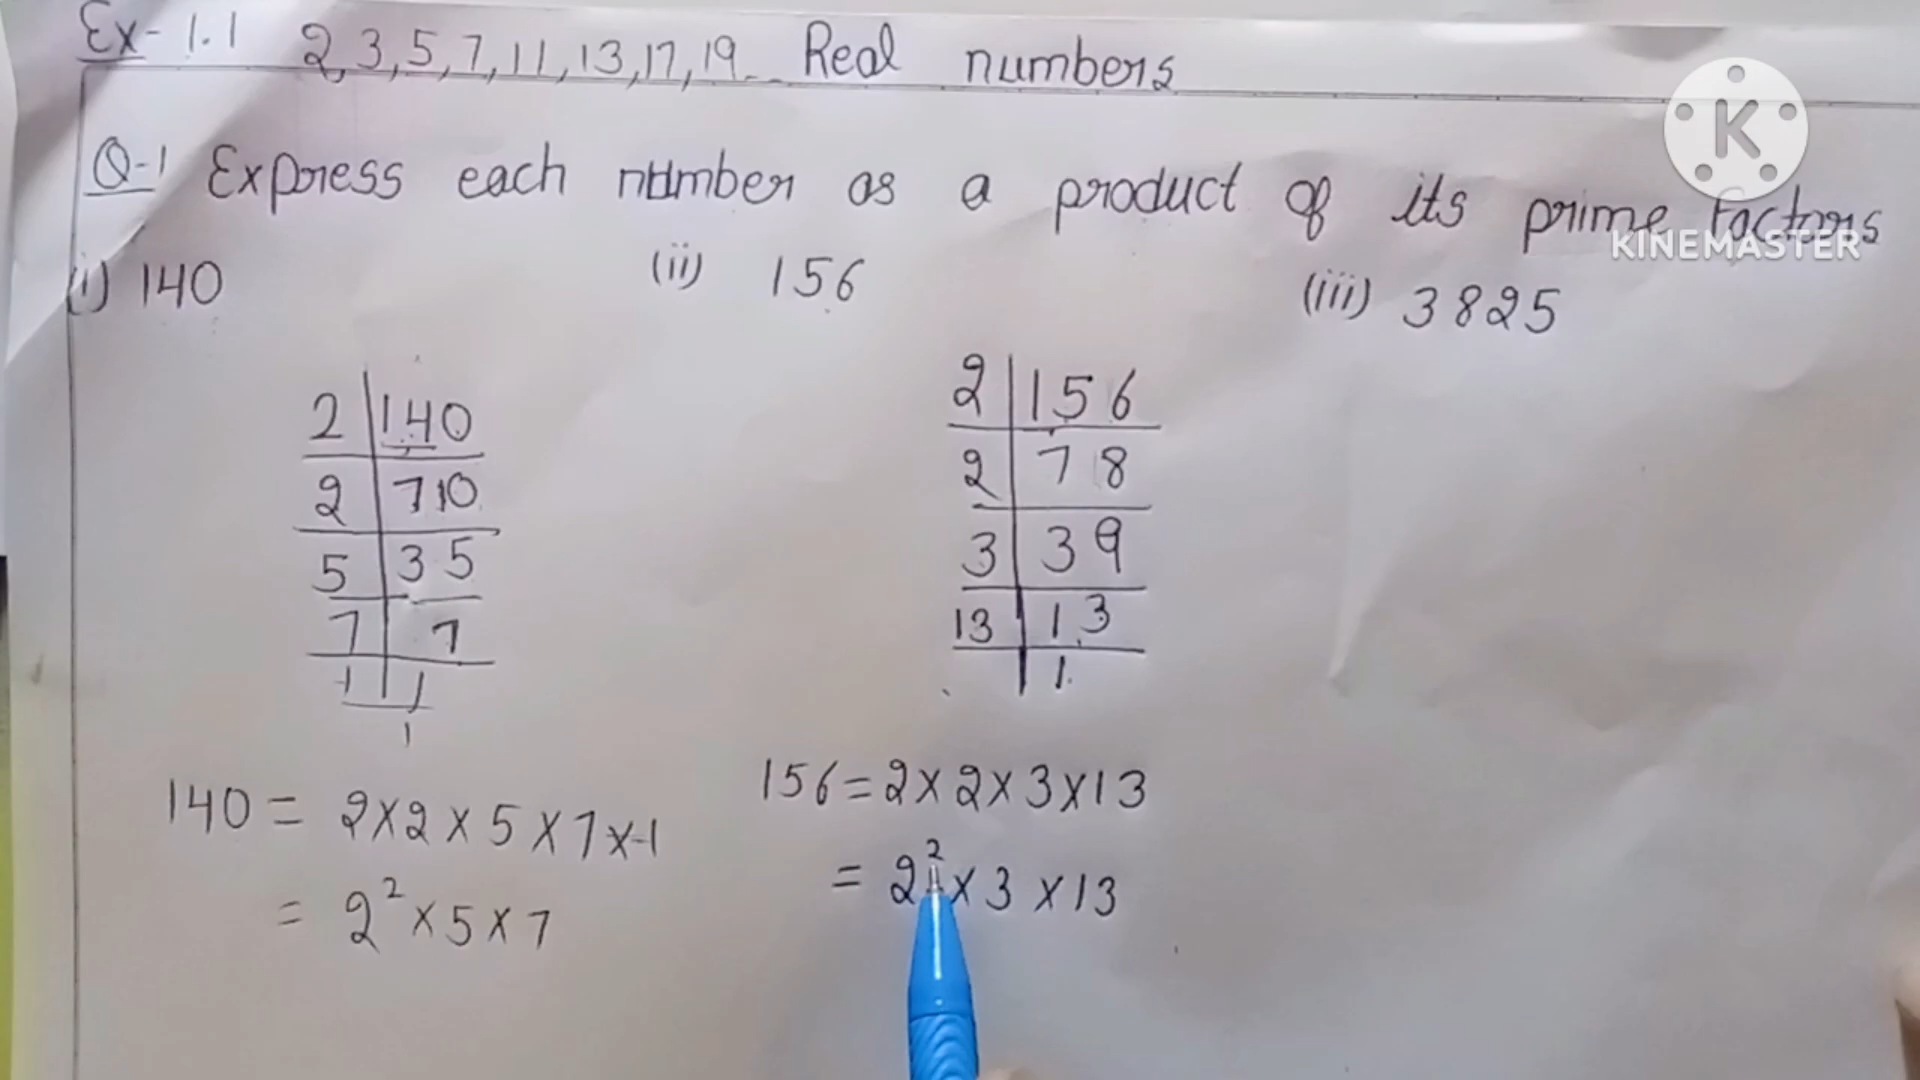 Ex-1.1 2,3,5,7,11,13,17,19.. Real numbers
K
KINEMASTER
Q-1 Express each number as a product of its prime factors
(i) 140 (ii) 156 (iii) 3825
2 | 140
2 | 70
5 | 35
7 | 7
1 | 1
1
2 | 156
2 | 78
3 | 39
13 | 13
1
140 = 2×2×5×7×1
= 2²×5×7
156=2×2×3×13
= 2²×3×13